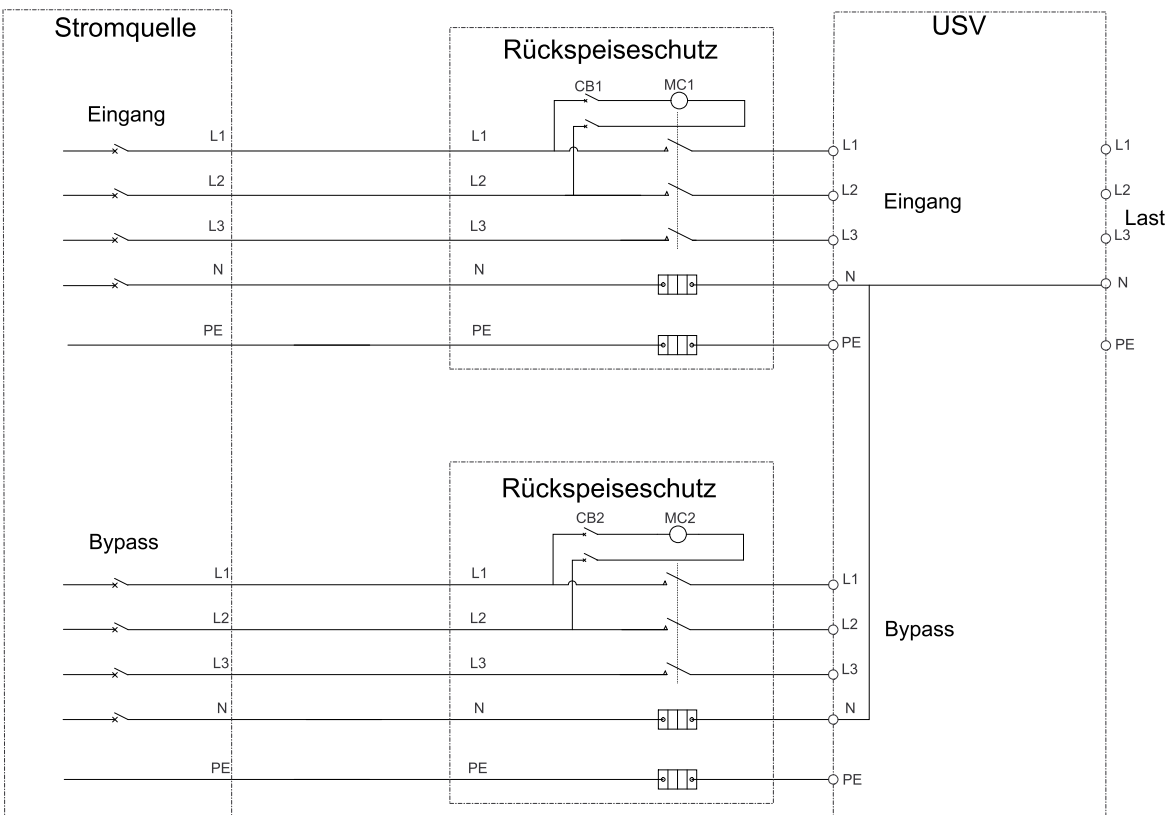 Stromquelle
Rückspeiseschutz
USV
CB1
MC1
Eingang
L1
L1
L1
L1
L2
L2
L2
L2
Eingang
Last
L3
L3
L3
L3
N
N
N
N
PE
PE
PE
PE
Rückspeiseschutz
CB2
MC2
Bypass
L1
L1
L1
L2
L2
L2
Bypass
L3
L3
L3
N
N
N
PE
PE
PE